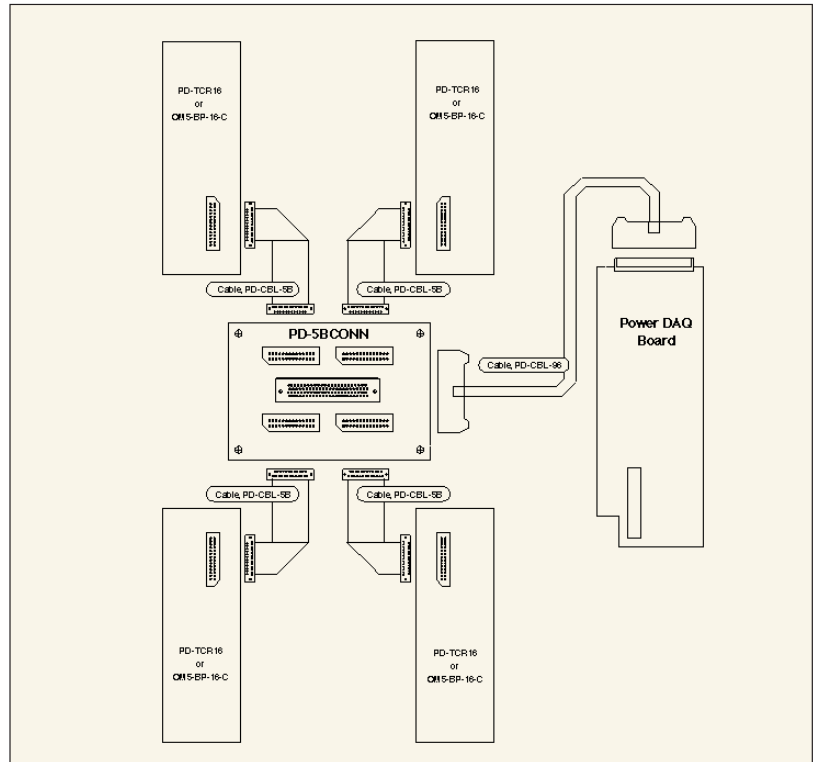 PD-TCR16
or
OM5-BP-16-C
PD-TCR16
or
OM5-BP-16-C
Cable, PD-CBL-5B
Cable, PD-CBL-5B
Power DAQ
Board
PD-5BCONN
Cable, PD-CBL-96
Cable, PD-CBL-5B
Cable, PD-CBL-5B
PD-TCR16
or
OM5-BP-16-C
PD-TCR16
or
OM5-BP-16-C